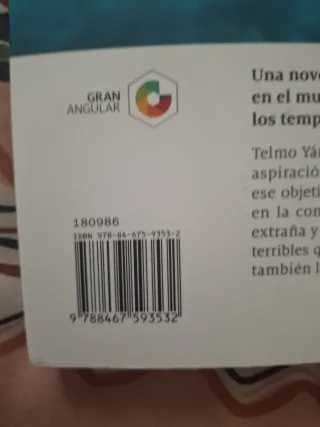 GRAN
ANGULAR
Una nove
en el mu
los temp
Telmo Yá
aspiració
ese objeti
en la con
extraña y
terribles q
también l
180986
ISBN 978-84-675-9353-2
9 788467 593532